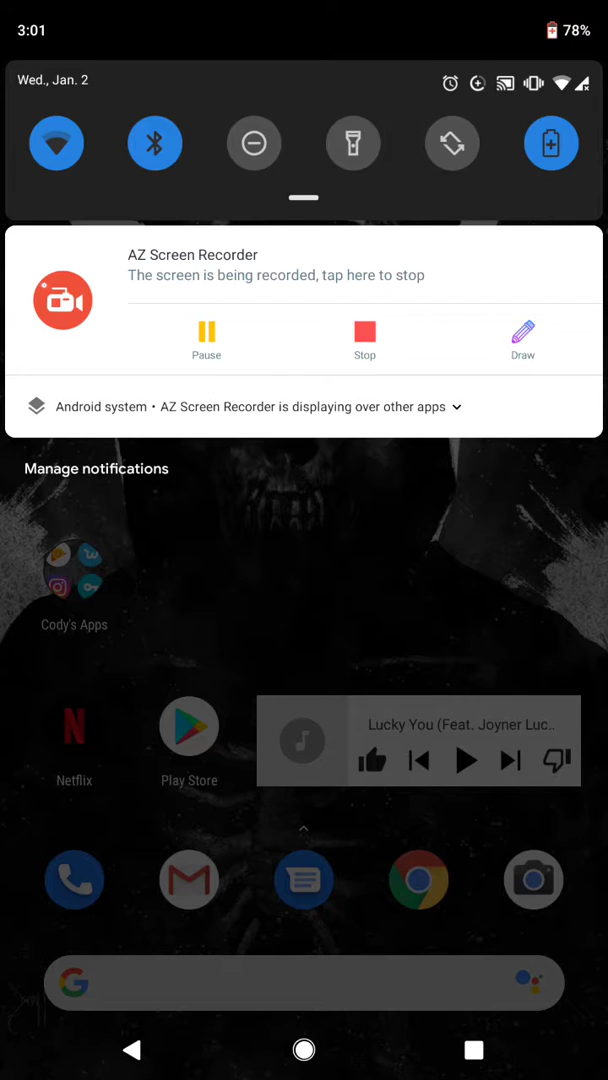 3:01
78%
Wed., Jan. 2
AZ Screen Recorder
The screen is being recorded, tap here to stop
Pause
Stop
Draw
Android system • AZ Screen Recorder is displaying over other apps
Manage notifications
Cody's Apps
Lucky You (Feat. Joyner Luc..
Netflix
Play Store